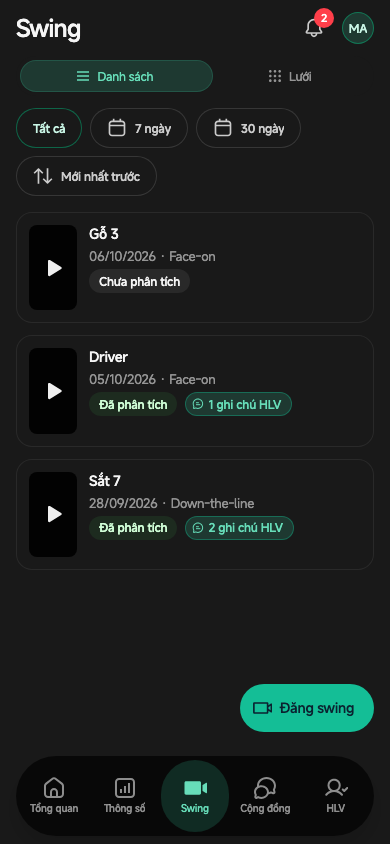 Swing
2
MA
Danh sách
Lưới
Tất cả
7 ngày
30 ngày
Mới nhất trước
Gỗ 3
06/10/2026 · Face-on
Chưa phân tích
Driver
05/10/2026 · Face-on
Đã phân tích
1 ghi chú HLV
Sắt 7
28/09/2026 · Down-the-line
Đã phân tích
2 ghi chú HLV
Đăng swing
Tổng quan
Thông số
Swing
Cộng đồng
HLV